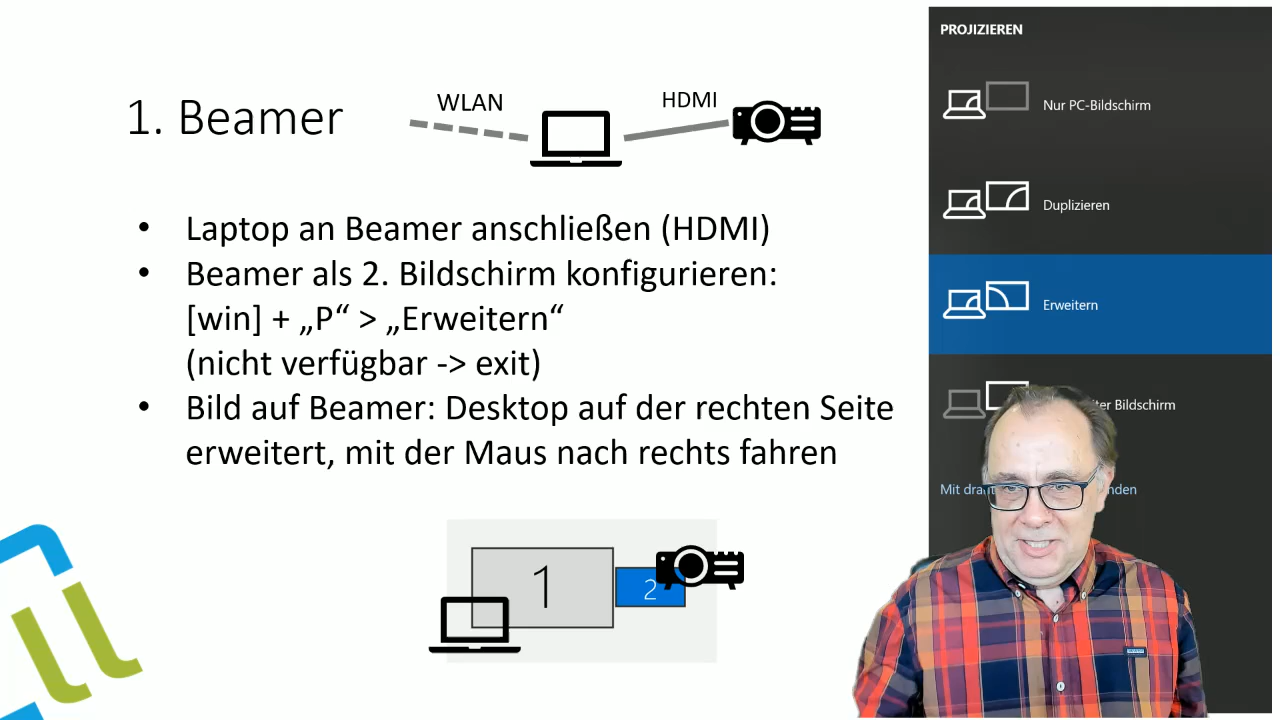 1. Beamer
WLAN
HDMI
• Laptop an Beamer anschließen (HDMI)
• Beamer als 2. Bildschirm konfigurieren:
[win] + „P“ > „Erweitern“
(nicht verfügbar -> exit)
• Bild auf Beamer: Desktop auf der rechten Seite
erweitert, mit der Maus nach rechts fahren
1
2
PROJIZIEREN
Nur PC-Bildschirm
Duplizieren
Erweitern
Bildschirm
Mit